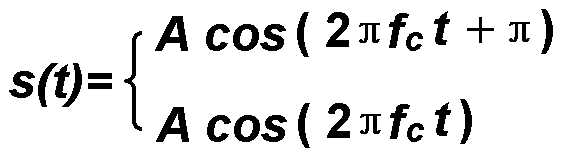 A cos( 2πf_c t + π )
s(t)= {
A cos( 2πf_c t )